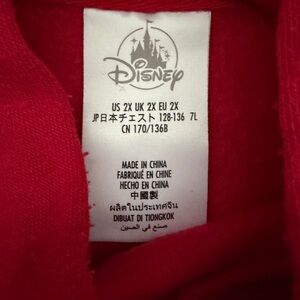 Disney
US 2X UK 2X EU 2X
JP日本チェスト 128-136 7L
CN 170/136B
MADE IN CHINA
FABRIQUÉ EN CHINE
HECHO EN CHINA
中國製
ผลิตในประเทศจีน
DIBUAT DI TIONGKOK
صنع في الصين